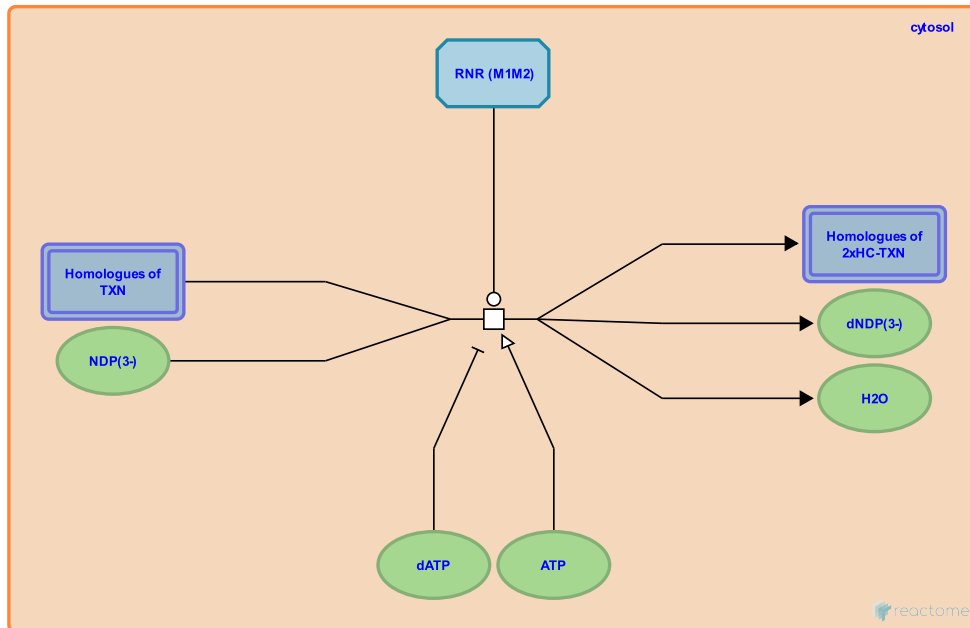 cytosol
RNR (M1M2)
Homologues of
2xHC-TXN
Homologues of
TXN
dNDP(3-)
NDP(3-)
H2O
dATP
ATP
reactome